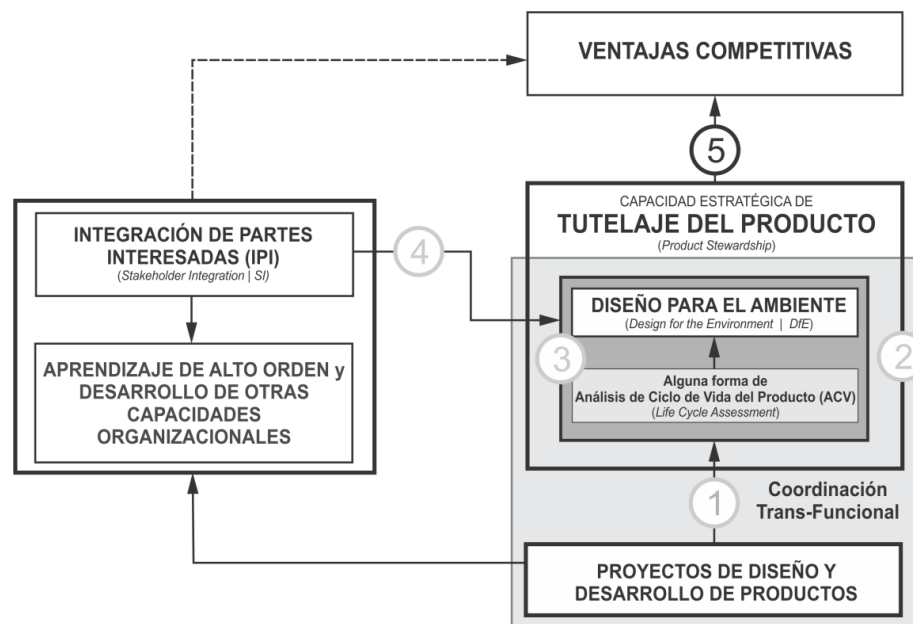 VENTAJAS COMPETITIVAS
5
CAPACIDAD ESTRATÉGICA DE
TUTELAJE DEL PRODUCTO
(Product Stewardship)
INTEGRACIÓN DE PARTES
INTERESADAS (IPI)
(Stakeholder Integration | SI)
4
DISEÑO PARA EL AMBIENTE
(Design for the Environment | DfE)
3
2
Alguna forma de
Análisis de Ciclo de Vida del Producto (ACV)
(Life Cycle Assessment)
APRENDIZAJE DE ALTO ORDEN y
DESARROLLO DE OTRAS
CAPACIDADES
ORGANIZACIONALES
1
Coordinación
Trans-Funcional
PROYECTOS DE DISEÑO Y
DESARROLLO DE PRODUCTOS